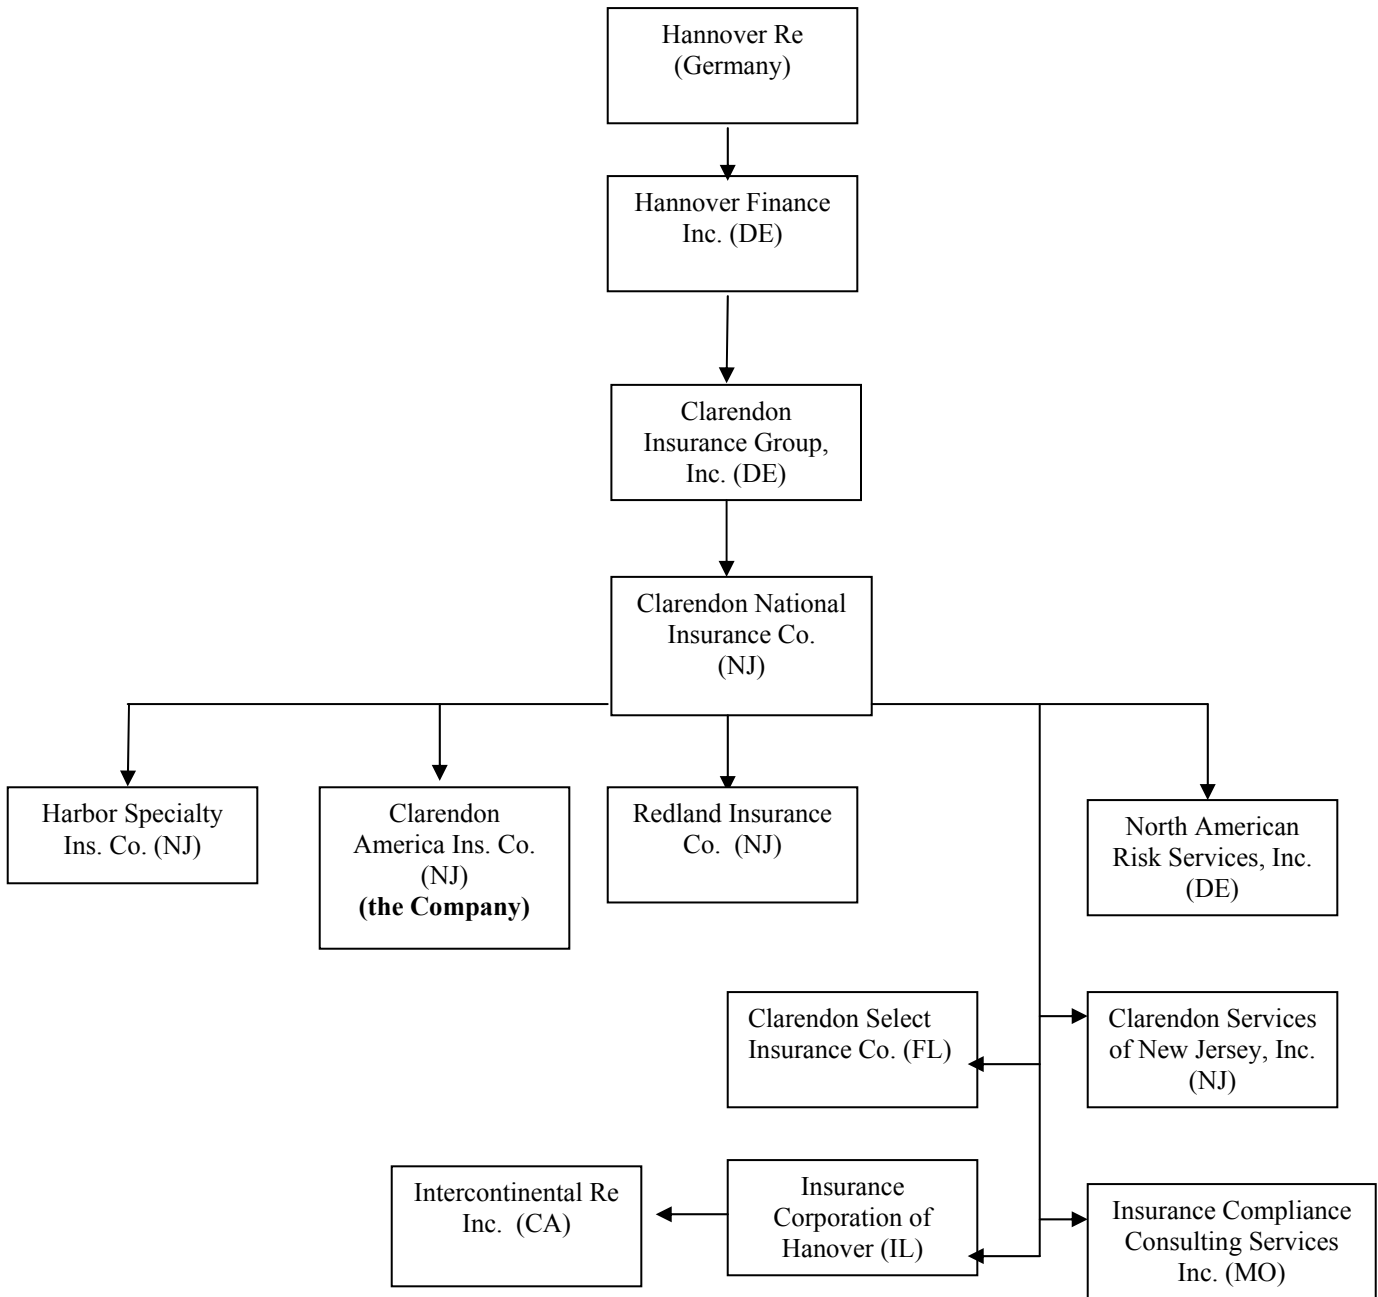 Hannover Re
(Germany)
Hannover Finance
Inc. (DE)
Clarendon
Insurance Group,
Inc. (DE)
Clarendon National
Insurance Co.
(NJ)
Harbor Specialty
Ins. Co. (NJ)
Clarendon
America Ins. Co.
(NJ)
(the Company)
Redland Insurance
Co. (NJ)
North American
Risk Services, Inc.
(DE)
Clarendon Select
Insurance Co. (FL)
Clarendon Services
of New Jersey, Inc.
(NJ)
Intercontinental Re
Inc. (CA)
Insurance
Corporation of
Hanover (IL)
Insurance Compliance
Consulting Services
Inc. (MO)